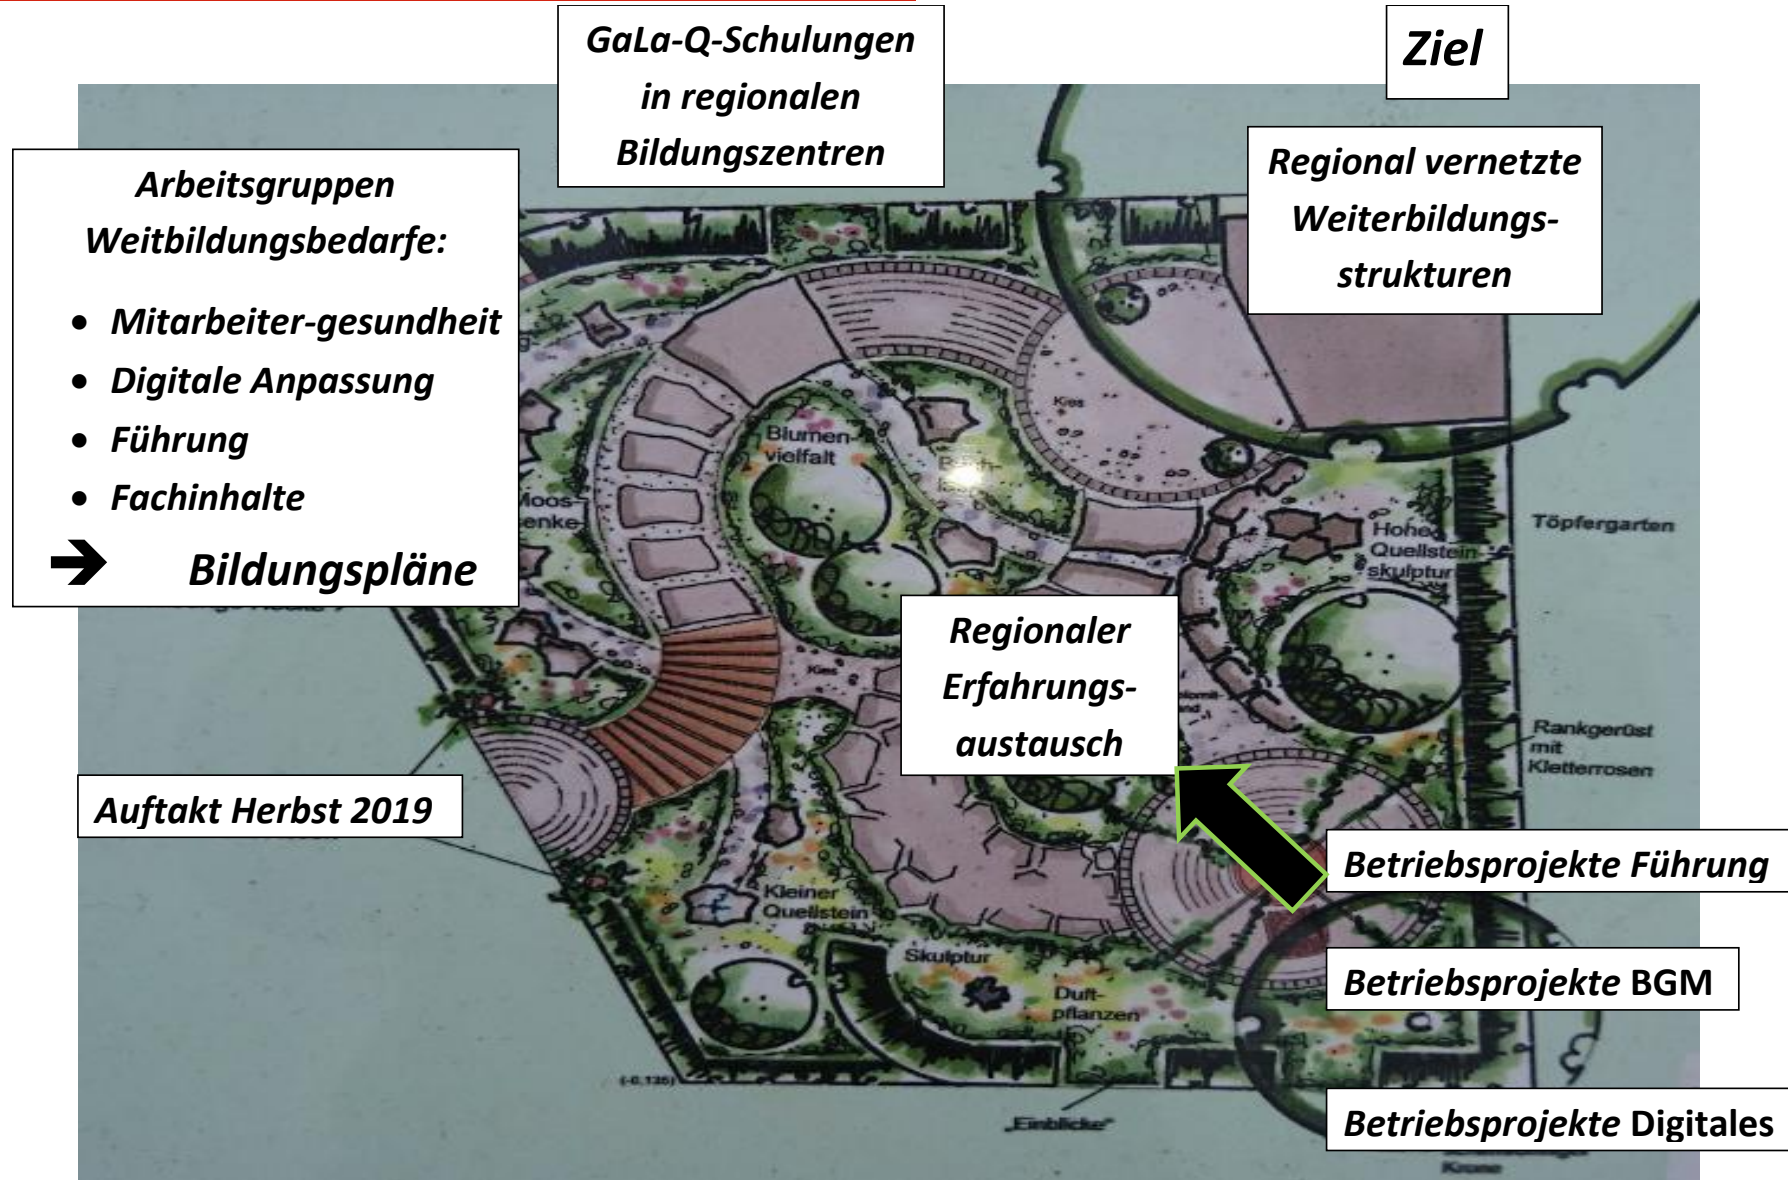 GaLa-Q-Schulungen
in regionalen
Bildungszentren
Ziel
Regional vernetzte
Weiterbildungs-
strukturen
Arbeitsgruppen
Weitbildungsbedarfe:
• Mitarbeiter-gesundheit
• Digitale Anpassung
• Führung
• Fachinhalte
➔ Bildungspläne
Kies
Blumen-
vielfalt
Moos-
senke
Hohe
Quellstein-
skulptur
Töpfergarten
Regionaler
Erfahrungs-
austausch
Kies
Rankgerüst
mit
Kletterrosen
Auftakt Herbst 2019
Betriebsprojekte Führung
Kleiner
Quellstein
Skulptur
Duft-
pflanzen
Betriebsprojekte BGM
(-0,135)
„Einblicke"
Betriebsprojekte Digitales
Krone